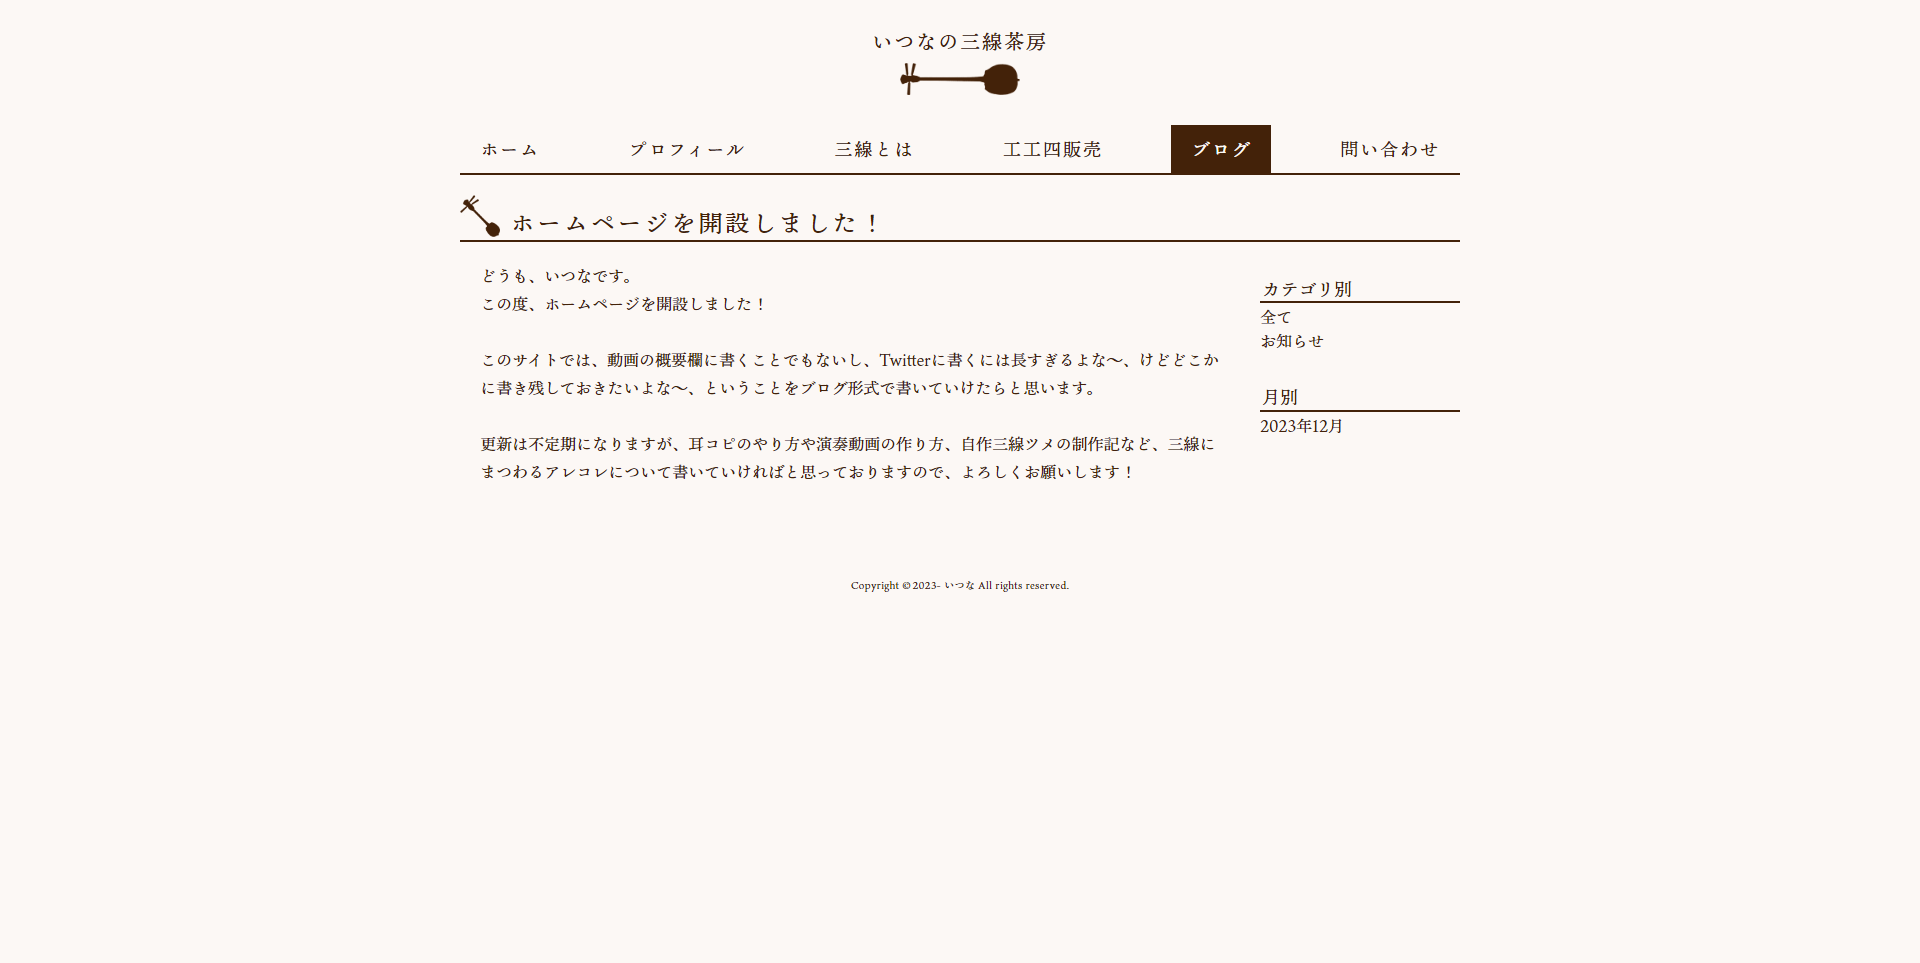 いつなの三線茶房
ホーム
プロフィール
三線とは
工工四販売
ブログ
問い合わせ
ホームページを開設しました！
どうも、いつなです。
この度、ホームページを開設しました！
このサイトでは、動画の概要欄に書くことでもないし、Twitterに書くには長すぎるよな〜、けどどこか
に書き残しておきたいよな〜、ということをブログ形式で書いていけたらと思います。
更新は不定期になりますが、耳コピのやり方や演奏動画の作り方、自作三線ツメの制作記など、三線に
まつわるアレコレについて書いていければと思っておりますので、よろしくお願いします！
カテゴリ別
全て
お知らせ
月別
2023年12月
Copyright © 2023- いつな All rights reserved.